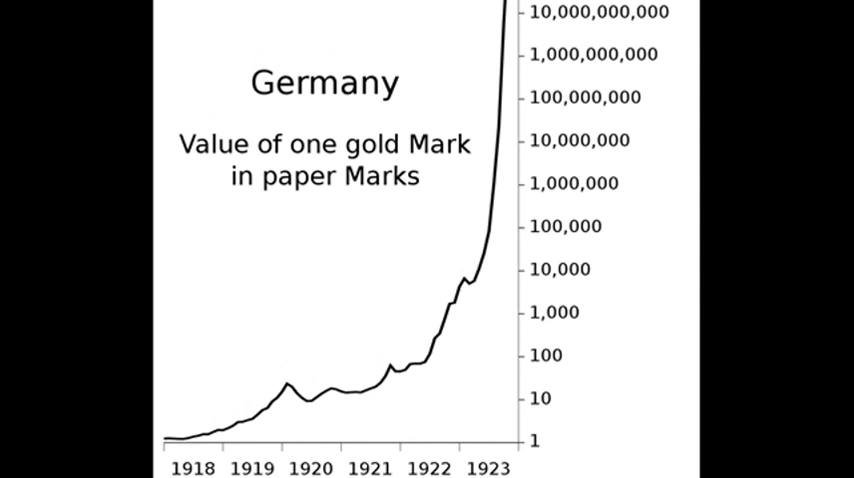 Germany
Value of one gold Mark
in paper Marks
10,000,000,000
1,000,000,000
100,000,000
10,000,000
1,000,000
100,000
10,000
1,000
100
10
1
1918 1919 1920 1921 1922 1923